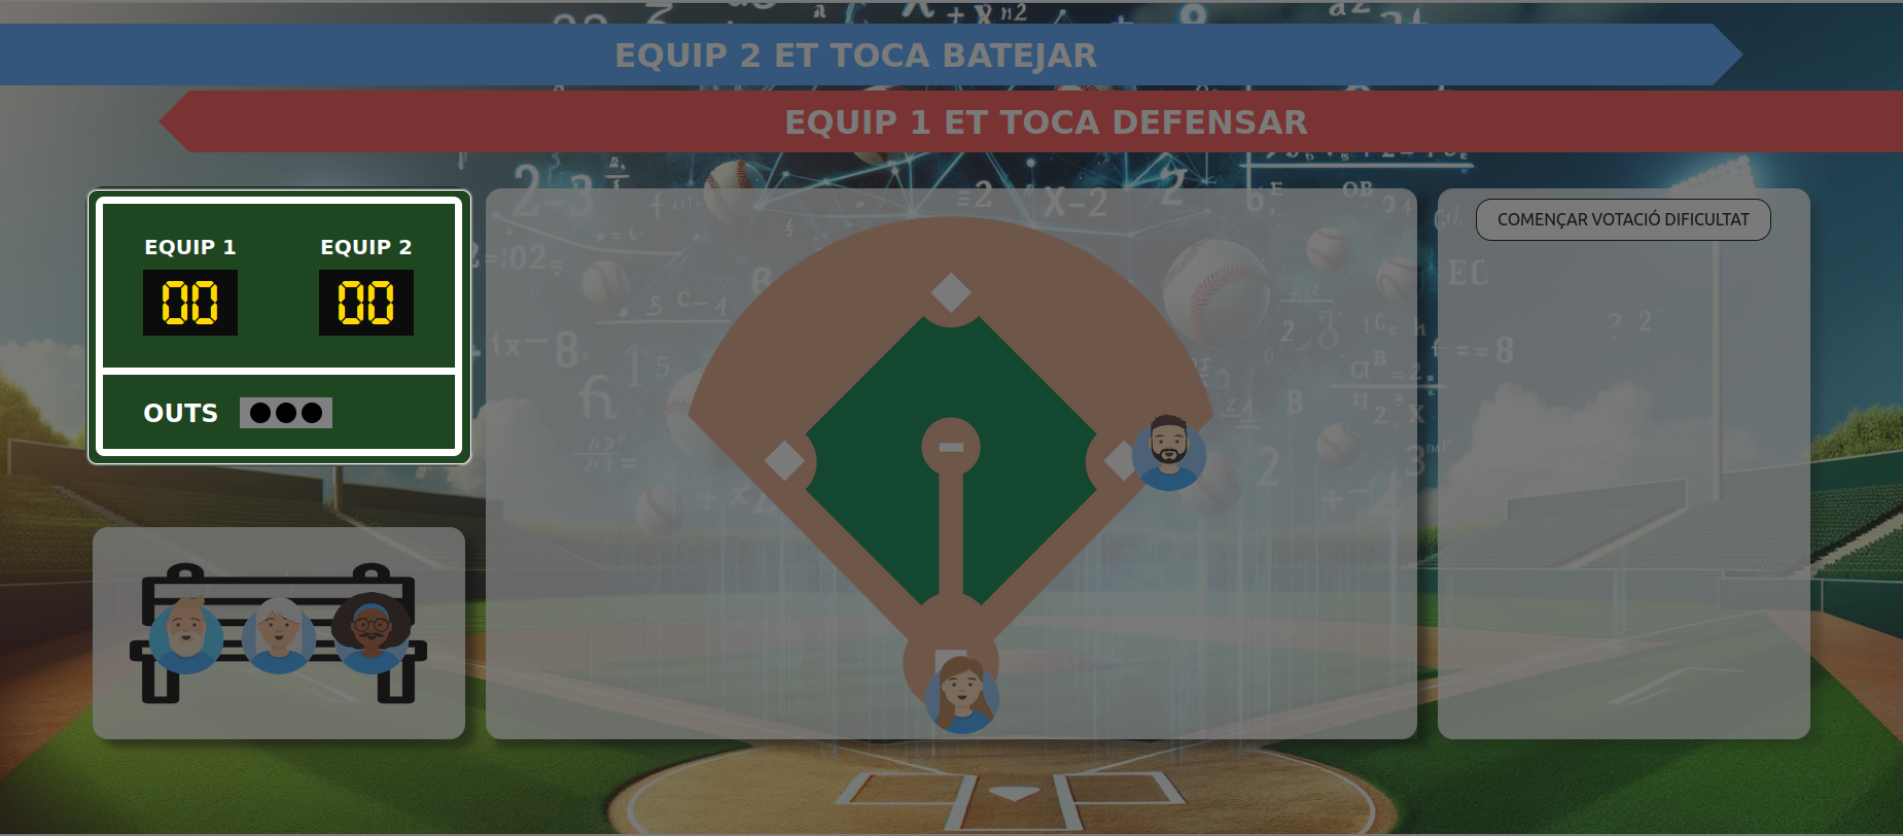 EQUIP 2 ET TOCA BATEJAR
EQUIP 1 ET TOCA DEFENSAR
EQUIP 1 EQUIP 2
00 00
OUTS
COMENÇAR VOTACIÓ DIFICULTAT